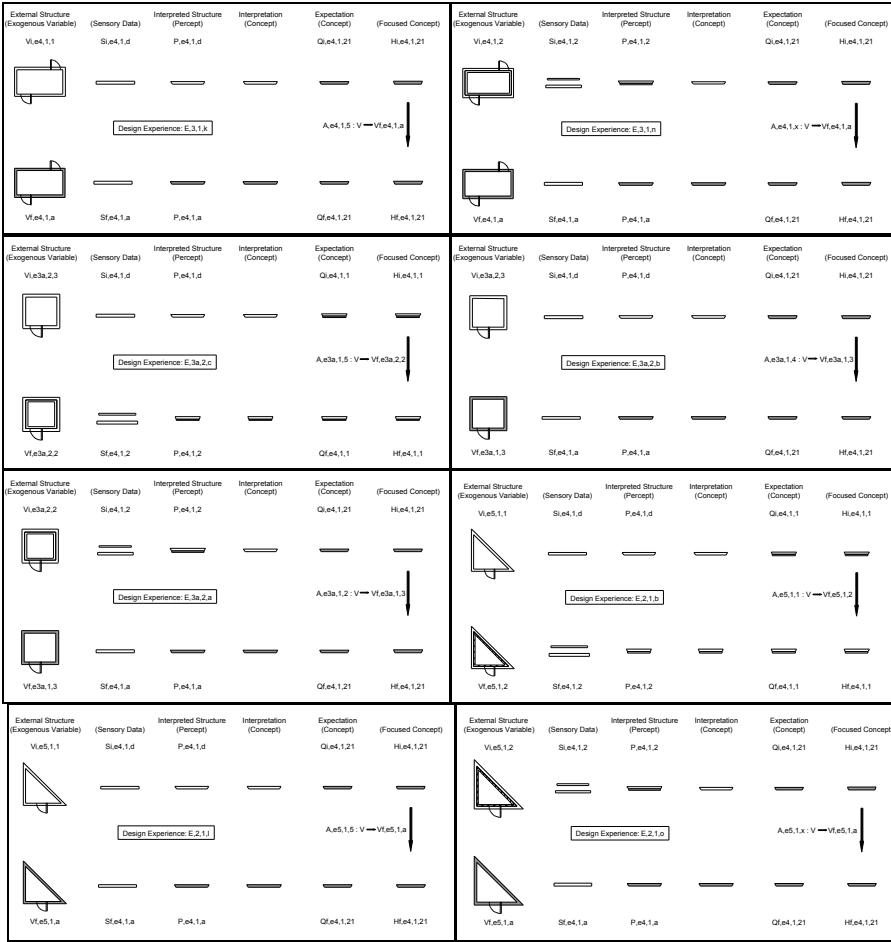 External Structure
(Exogenous Variable)
(Sensory Data)
Interpreted Structure
(Percept)
Interpretation
(Concept)
Expectation
(Concept)
(Focused Concept)
Vi,e4,1,1
Si,e4,1,d
P,e4,1,d
Qi,e4,1,21
Hi,e4,1,21
Design Experience: E,3,1,k
A,e4,1,5 : V → Vf,e4,1,a
Vf,e4,1,a
Sf,e4,1,a
P,e4,1,a
Qf,e4,1,21
Hf,e4,1,21
External Structure
(Exogenous Variable)
(Sensory Data)
Interpreted Structure
(Percept)
Interpretation
(Concept)
Expectation
(Concept)
(Focused Concept)
Vi,e4,1,2
Si,e4,1,2
P,e4,1,2
Qi,e4,1,21
Hi,e4,1,21
Design Experience: E,3,1,n
A,e4,1,x : V → Vf,e4,1,a
Vf,e4,1,a
Sf,e4,1,a
P,e4,1,a
Qf,e4,1,21
Hf,e4,1,21
External Structure
(Exogenous Variable)
(Sensory Data)
Interpreted Structure
(Percept)
Interpretation
(Concept)
Expectation
(Concept)
(Focused Concept)
Vi,e3a,2,3
Si,e4,1,d
P,e4,1,d
Qi,e4,1,1
Hi,e4,1,1
Design Experience: E,3a,2,c
A,e3a,1,5 : V → Vf,e3a,2,2
Vf,e3a,2,2
Sf,e4,1,2
P,e4,1,2
Qf,e4,1,1
Hf,e4,1,1
External Structure
(Exogenous Variable)
(Sensory Data)
Interpreted Structure
(Percept)
Interpretation
(Concept)
Expectation
(Concept)
(Focused Concept)
Vi,e3a,2,3
Si,e4,1,d
P,e4,1,d
Qi,e4,1,21
Hi,e4,1,21
Design Experience: E,3a,2,b
A,e3a,1,4 : V → Vf,e3a,1,3
Vf,e3a,1,3
Sf,e4,1,a
P,e4,1,a
Qf,e4,1,21
Hf,e4,1,21
External Structure
(Exogenous Variable)
(Sensory Data)
Interpreted Structure
(Percept)
Interpretation
(Concept)
Expectation
(Concept)
(Focused Concept)
Vi,e3a,2,2
Si,e4,1,2
P,e4,1,2
Qi,e4,1,21
Hi,e4,1,21
Design Experience: E,3a,2,a
A,e3a,1,2 : V → Vf,e3a,1,3
Vf,e3a,1,3
Sf,e4,1,a
P,e4,1,a
Qf,e4,1,21
Hf,e4,1,21
External Structure
(Exogenous Variable)
(Sensory Data)
Interpreted Structure
(Percept)
Interpretation
(Concept)
Expectation
(Concept)
(Focused Concept)
Vi,e5,1,1
Si,e4,1,d
P,e4,1,d
Qi,e4,1,1
Hi,e4,1,1
Design Experience: E,2,1,b
A,e5,1,1 : V → Vf,e5,1,2
Vf,e5,1,2
Sf,e4,1,2
P,e4,1,2
Qf,e4,1,1
Hf,e4,1,1
External Structure
(Exogenous Variable)
(Sensory Data)
Interpreted Structure
(Percept)
Interpretation
(Concept)
Expectation
(Concept)
(Focused Concept)
Vi,e5,1,1
Si,e4,1,d
P,e4,1,d
Qi,e4,1,21
Hi,e4,1,21
Design Experience: E,2,1,l
A,e5,1,5 : V → Vf,e5,1,a
Vf,e5,1,a
Sf,e4,1,a
P,e4,1,a
Qf,e4,1,21
Hf,e4,1,21
External Structure
(Exogenous Variable)
(Sensory Data)
Interpreted Structure
(Percept)
Interpretation
(Concept)
Expectation
(Concept)
(Focused Concept)
Vi,e5,1,2
Si,e4,1,2
P,e4,1,2
Qi,e4,1,21
Hi,e4,1,21
Design Experience: E,2,1,o
A,e5,1,x : V → Vf,e5,1,a
Vf,e5,1,a
Sf,e4,1,a
P,e4,1,a
Qf,e4,1,21
Hf,e4,1,21